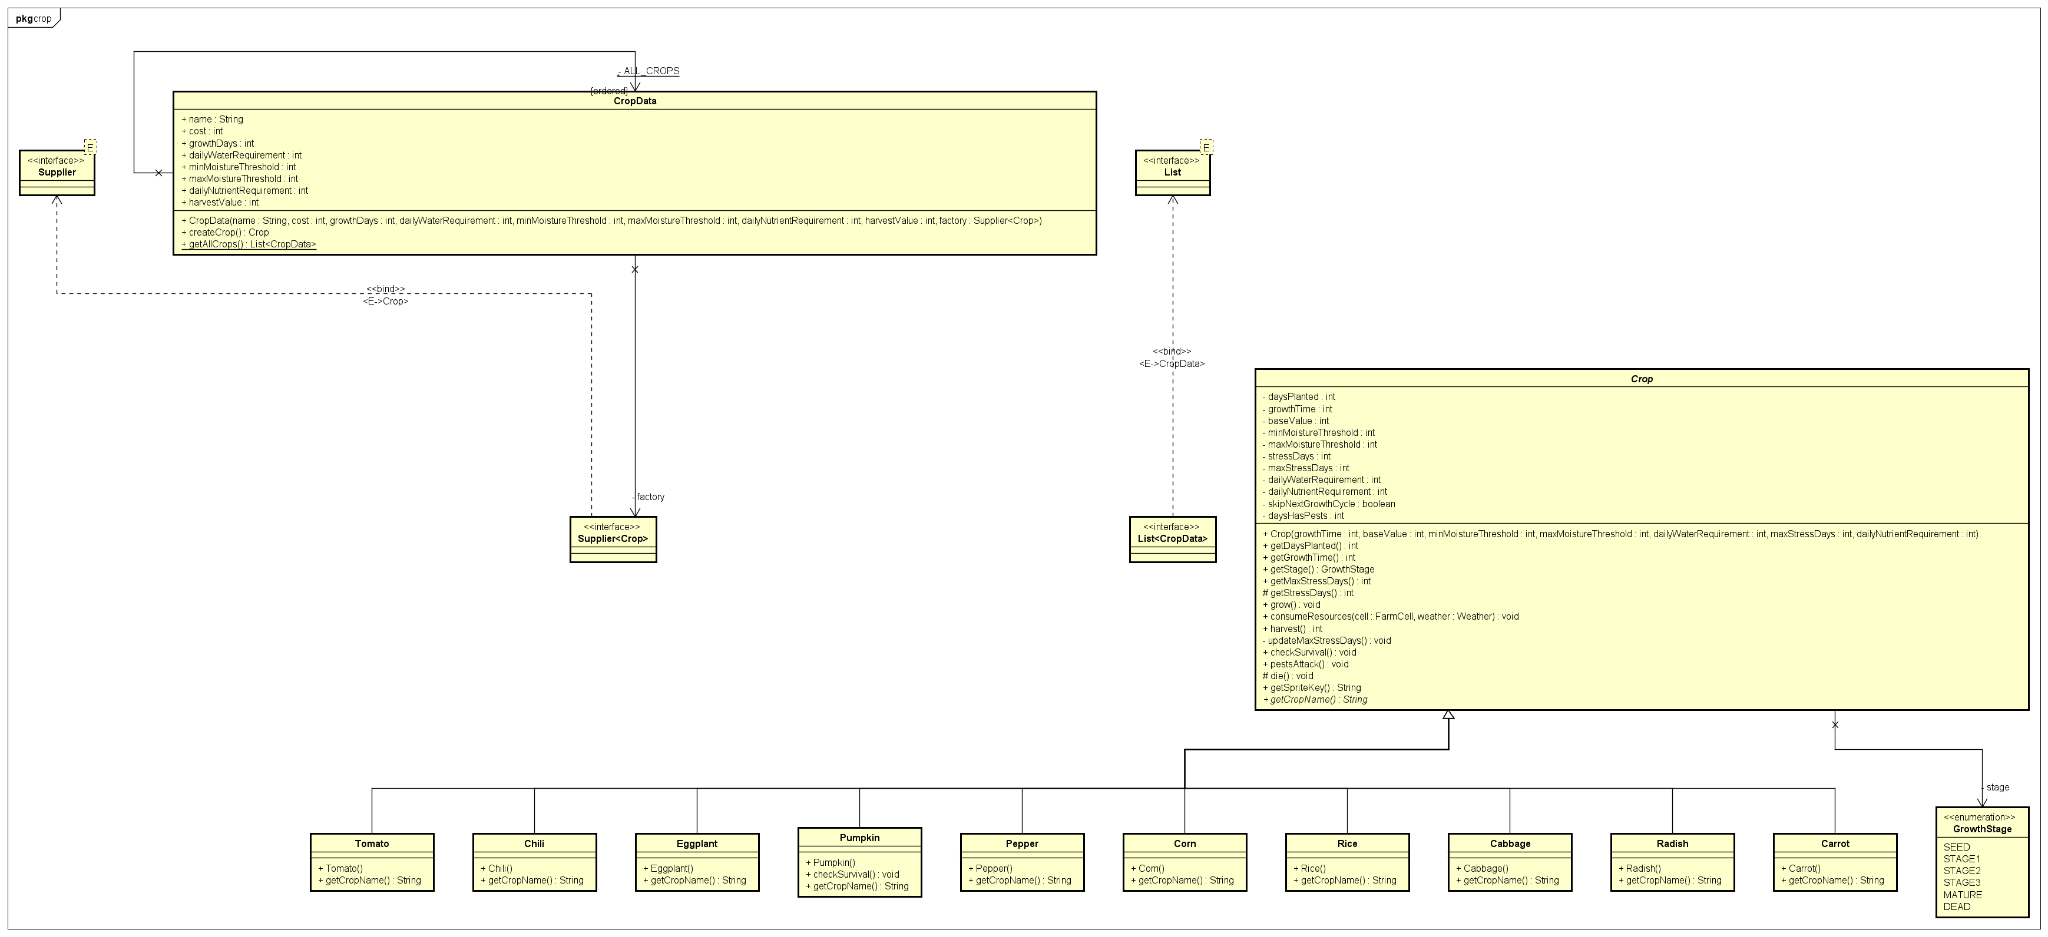 pkg crop
- ALL_CROPS
{ordered}
CropData
+ name : String
+ cost : int
+ growthDays : int
+ dailyWaterRequirement : int
+ minMoistureThreshold : int
+ maxMoistureThreshold : int
+ dailyNutrientRequirement : int
+ harvestValue : int
+ CropData(name : String, cost : int, growthDays : int, dailyWaterRequirement : int, minMoistureThreshold : int, maxMoistureThreshold : int, dailyNutrientRequirement : int, harvestValue : int, factory : Supplier<Crop>)
+ createCrop() : Crop
+ getAllCrops() : List<CropData>
E
<<interface>>
Supplier
E
<<interface>>
List
<<bind>>
<E->Crop>
<<bind>>
<E->CropData>
- factory
<<interface>>
Supplier<Crop>
<<interface>>
List<CropData>
Crop
- daysPlanted : int
- growthTime : int
- baseValue : int
- minMoistureThreshold : int
- maxMoistureThreshold : int
- stressDays : int
- maxStressDays : int
- dailyWaterRequirement : int
- dailyNutrientRequirement : int
- skipNextGrowthCycle : boolean
- daysHasPests : int
+ Crop(growthTime : int, baseValue : int, minMoistureThreshold : int, maxMoistureThreshold : int, dailyWaterRequirement : int, maxStressDays : int, dailyNutrientRequirement : int)
+ getDaysPlanted() : int
+ getGrowthTime() : int
+ getStage() : GrowthStage
+ getMaxStressDays() : int
# getStressDays() : int
+ grow() : void
+ consumeResources(cell : FarmCell, weather : Weather) : void
+ harvest() : int
- updateMaxStressDays() : void
+ checkSurvival() : void
+ pestsAttack() : void
# die() : void
+ getSpriteKey() : String
+ getCropName() : String
- stage
Tomato
+ Tomato()
+ getCropName() : String
Chili
+ Chili()
+ getCropName() : String
Eggplant
+ Eggplant()
+ getCropName() : String
Pumpkin
+ Pumpkin()
+ checkSurvival() : void
+ getCropName() : String
Pepper
+ Pepper()
+ getCropName() : String
Corn
+ Corn()
+ getCropName() : String
Rice
+ Rice()
+ getCropName() : String
Cabbage
+ Cabbage()
+ getCropName() : String
Radish
+ Radish()
+ getCropName() : String
Carrot
+ Carrot()
+ getCropName() : String
<<enumeration>>
GrowthStage
SEED
STAGE1
STAGE2
STAGE3
MATURE
DEAD